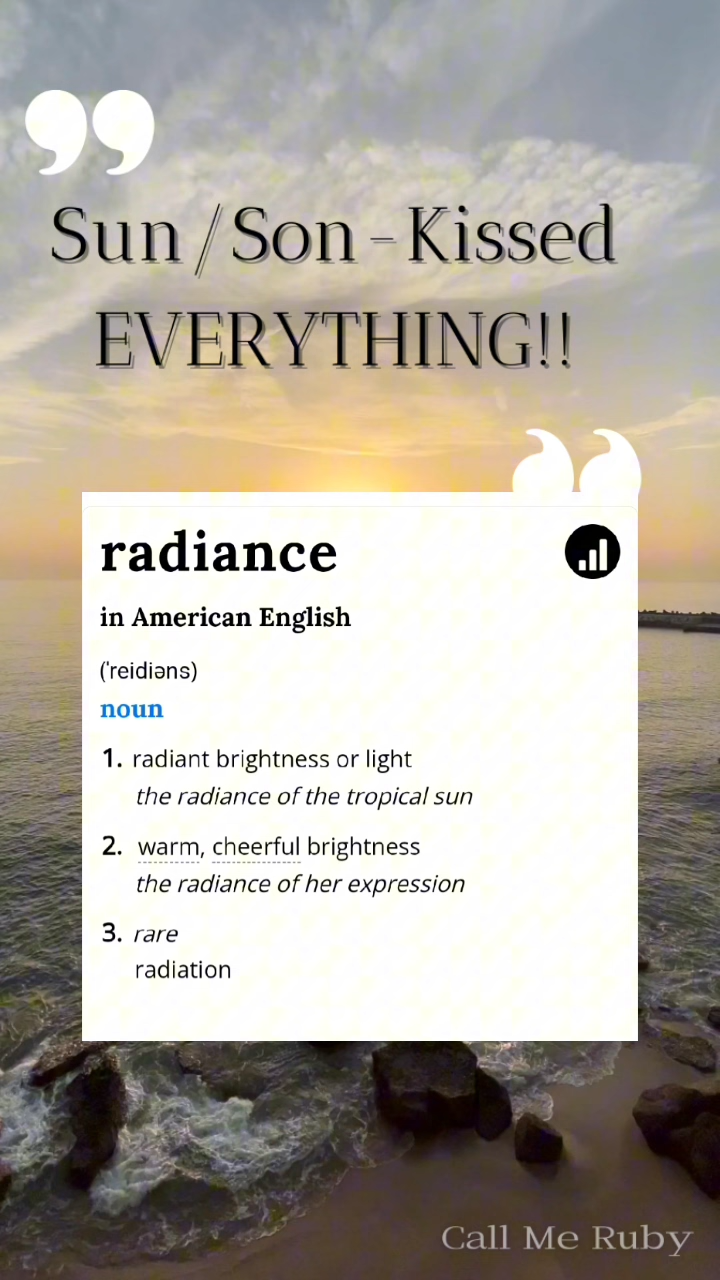 Sun/Son-Kissed
EVERYTHING!!
radiance
in American English
(ˈreidiəns)
noun
1. radiant brightness or light
the radiance of the tropical sun
2. warm, cheerful brightness
the radiance of her expression
3. rare
radiation
Call Me Ruby